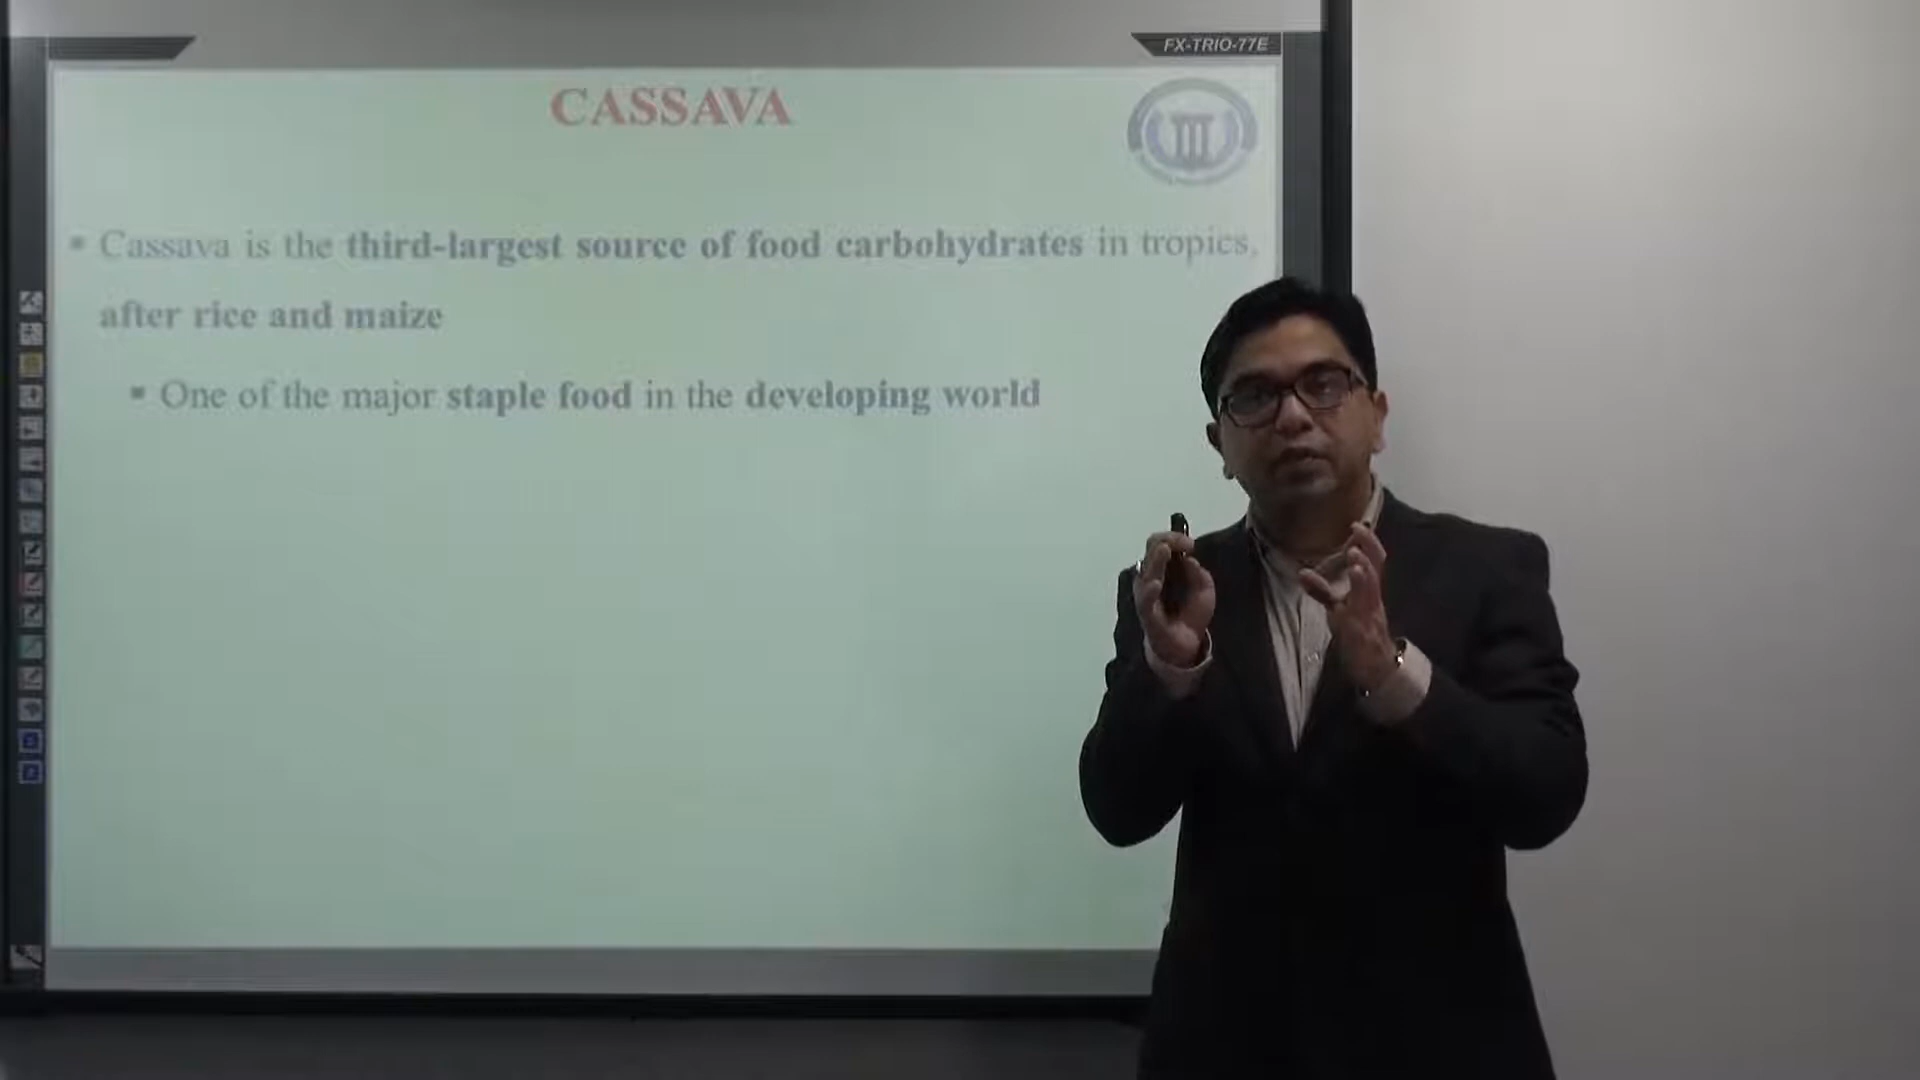 FX-TRIO-77E
CASSAVA
▪ Cassava is the third-largest source of food carbohydrates in tropics,
after rice and maize
▪ One of the major staple food in the developing world